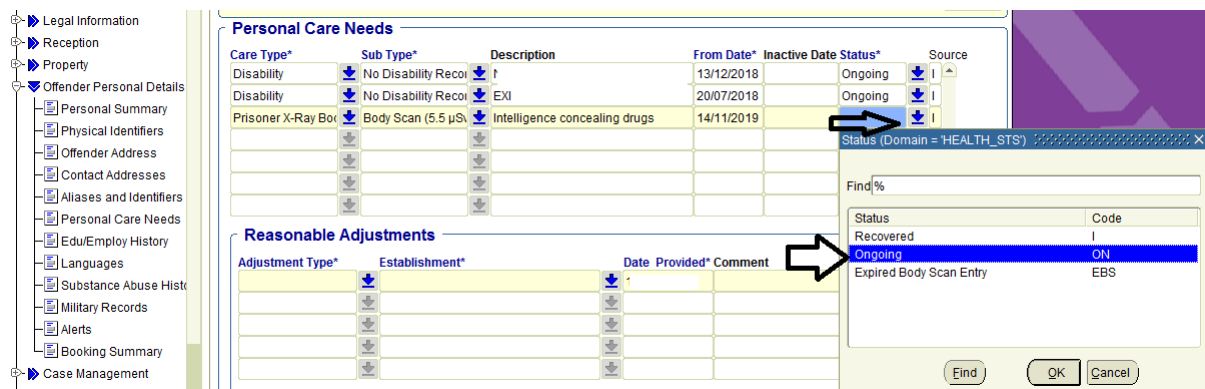 Legal Information
Reception
Property
Offender Personal Details
Personal Summary
Physical Identifiers
Offender Address
Contact Addresses
Aliases and Identifiers
Personal Care Needs
Edu/Employ History
Languages
Substance Abuse Histo
Military Records
Alerts
Booking Summary
Case Management
Personal Care Needs
Care Type* Sub Type* Description From Date* Inactive Date Status* Source
Disability No Disability Recor 13/12/2018 Ongoing I
Disability No Disability Recor EXI 20/07/2018 Ongoing I
Prisoner X-Ray Boc Body Scan (5.5 µSv Intelligence concealing drugs 14/11/2019 I
Reasonable Adjustments
Adjustment Type* Establishment* Date Provided* Comment
Status (Domain = 'HEALTH_STS')
Find %
Status Code
Recovered I
Ongoing ON
Expired Body Scan Entry EBS
Find OK Cancel